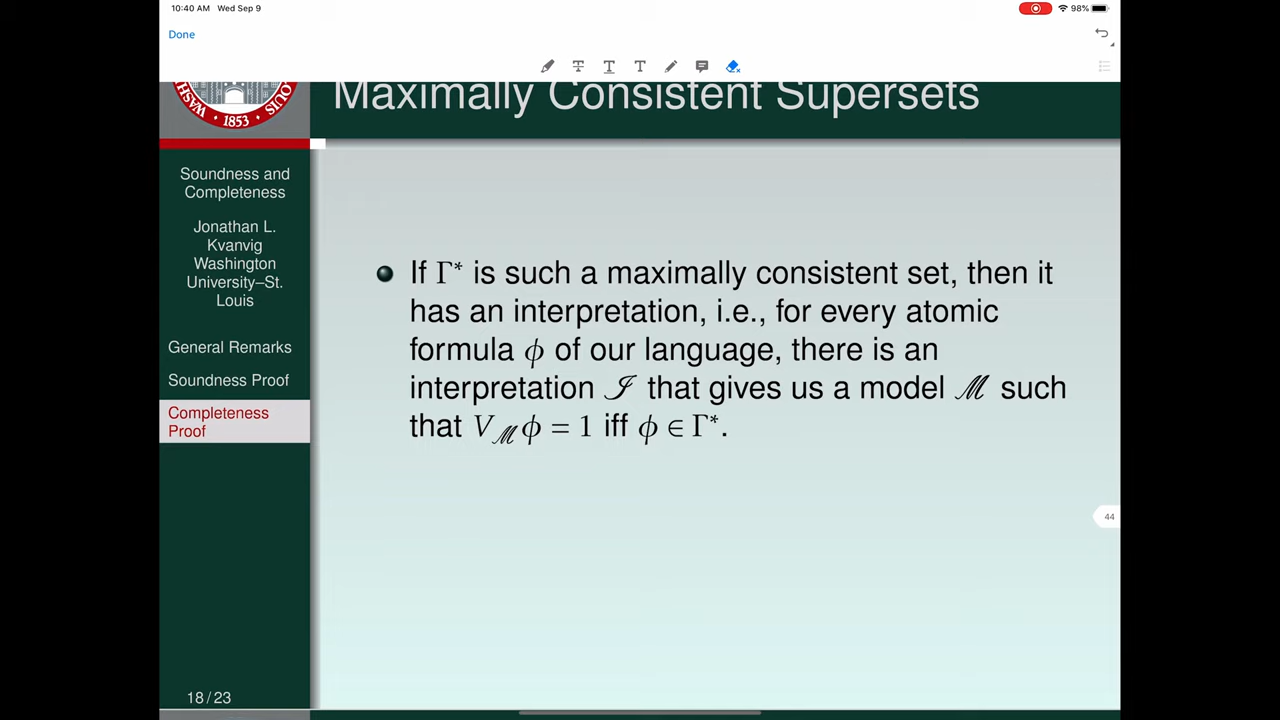 10:40 AM Wed Sep 9
98%
Done
T
T
T
WASH
LOUIS
1853
Maximally Consistent Supersets
Soundness and
Completeness
Jonathan L.
Kvanvig
Washington
University–St.
Louis
General Remarks
Soundness Proof
Completeness
Proof
If Γ* is such a maximally consistent set, then it
has an interpretation, i.e., for every atomic
formula ϕ of our language, there is an
interpretation ℐ that gives us a model ℳ such
that V_ℳ ϕ = 1 iff ϕ ∈ Γ*.
44
18 / 23